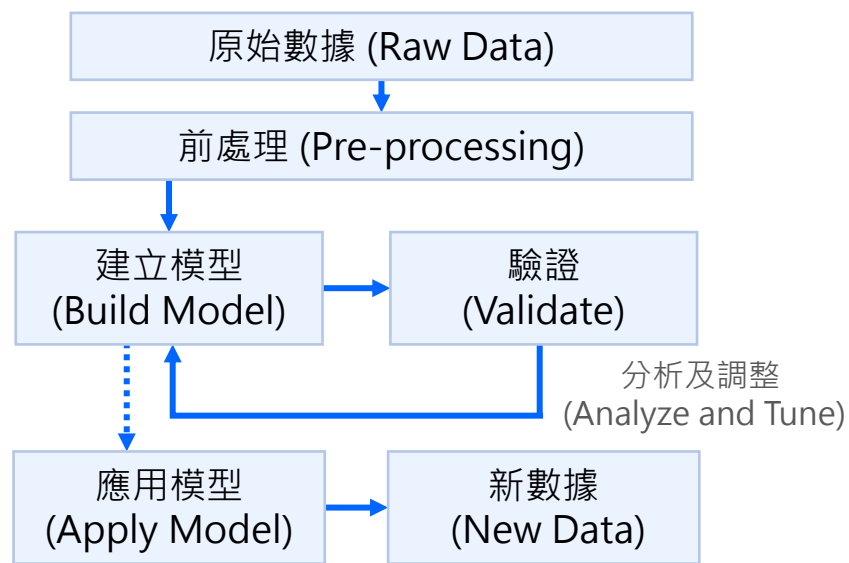 原始數據 (Raw Data)
前處理 (Pre-processing)
建立模型
(Build Model)
驗證
(Validate)
分析及調整
(Analyze and Tune)
應用模型
(Apply Model)
新數據
(New Data)